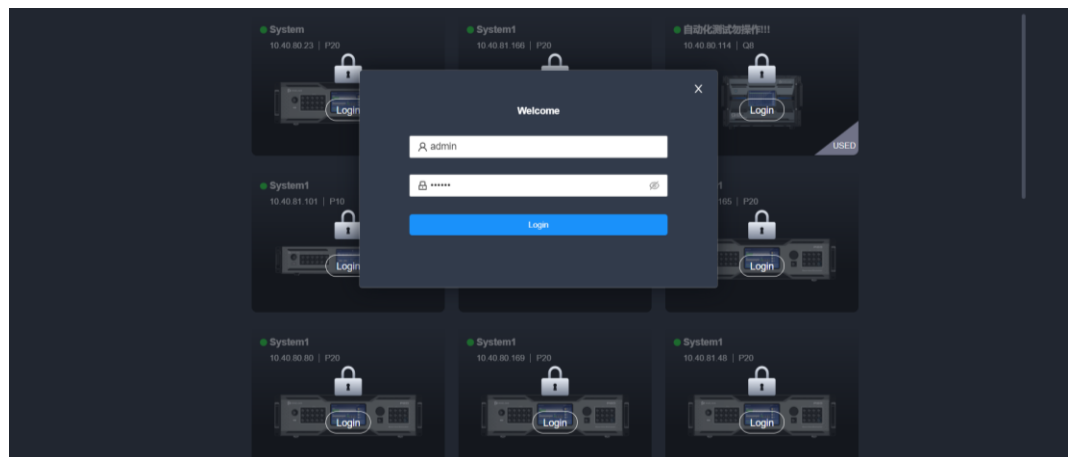 System
System1
自动化测试勿操作!!!
10.40.80.23 | P20
10.40.81.166 | P20
10.40.80.114 | Q8
Login
Login
Welcome
admin
••••••
Login
USED
System1
1
10.40.81.101 | P10
165 | P20
Login
Login
System1
System1
System1
10.40.80.80 | P20
10.40.80.169 | P20
10.40.81.48 | P20
Login
Login
Login